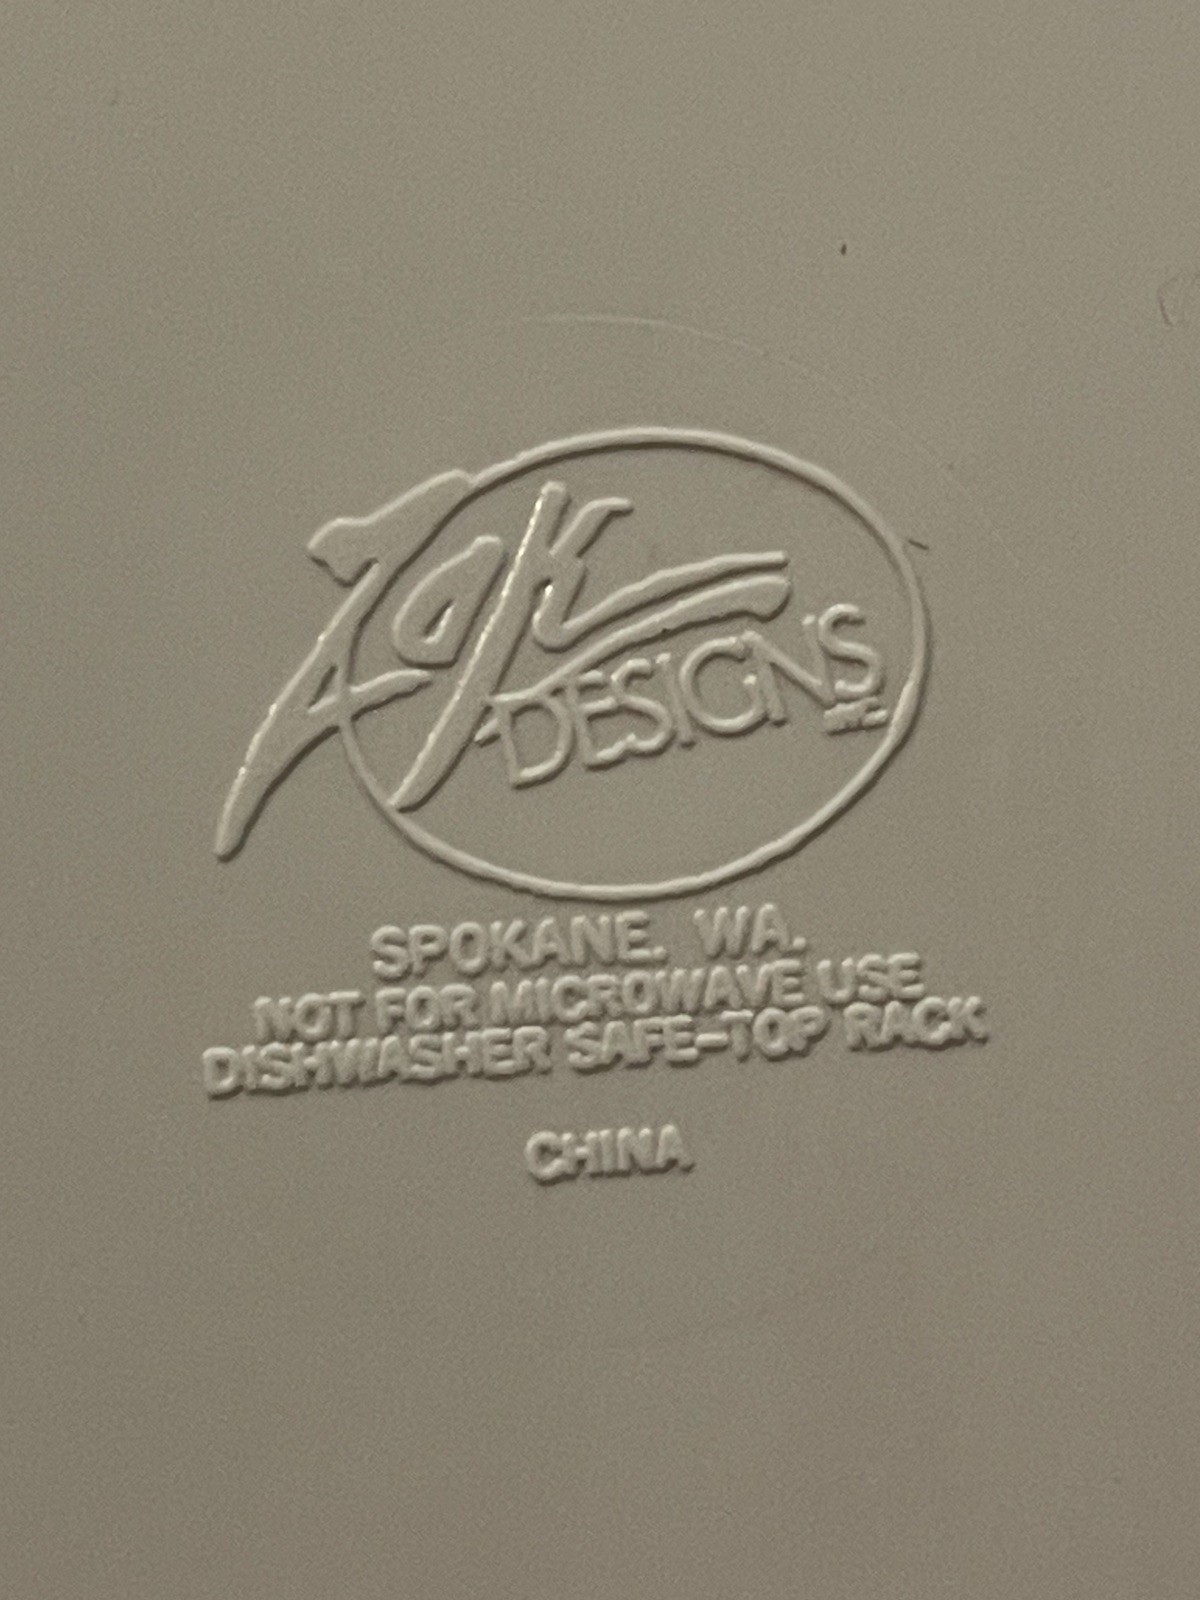 Zak
DESIGNS
INC.
SPOKANE, WA.
NOT FOR MICROWAVE USE
DISHWASHER SAFE-TOP RACK
CHINA